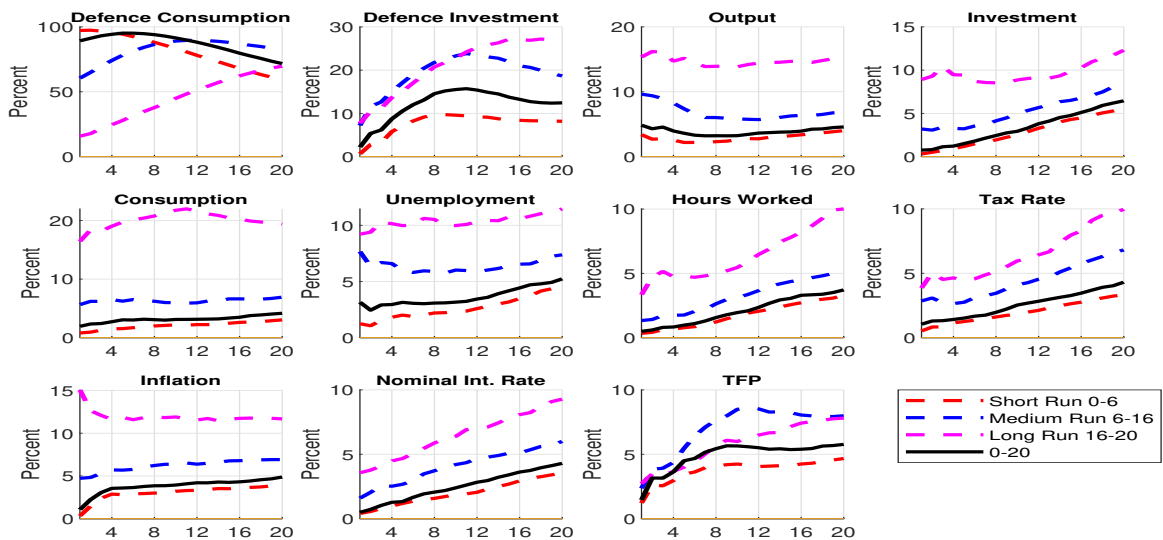 Defence Consumption
Defence Investment
Output
Investment
Percent
100
50
0
4 8 12 16 20
Percent
30
20
10
0
4 8 12 16 20
Percent
20
15
10
5
0
4 8 12 16 20
Percent
15
10
5
0
4 8 12 16 20
Consumption
Unemployment
Hours Worked
Tax Rate
Percent
20
10
0
4 8 12 16 20
Percent
10
5
0
4 8 12 16 20
Percent
10
5
0
4 8 12 16 20
Percent
10
5
0
4 8 12 16 20
Inflation
Nominal Int. Rate
TFP
Percent
15
10
5
0
4 8 12 16 20
Percent
10
5
0
4 8 12 16 20
Percent
10
5
0
4 8 12 16 20
Short Run 0-6
Medium Run 6-16
Long Run 16-20
0-20